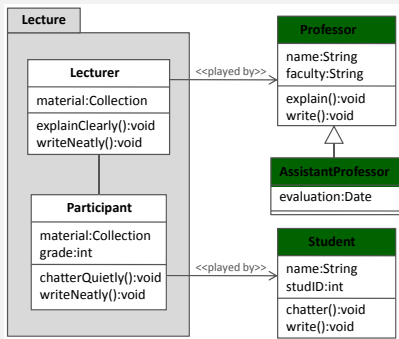 Lecture
Lecturer
material:Collection
explainClearly():void
writeNeatly():void
Participant
material:Collection
grade:int
chatterQuietly():void
writeNeatly():void
<<played by>>
<<played by>>
Professor
name:String
faculty:String
explain():void
write():void
AssistantProfessor
evaluation:Date
Student
name:String
studID:int
chatter():void
write():void